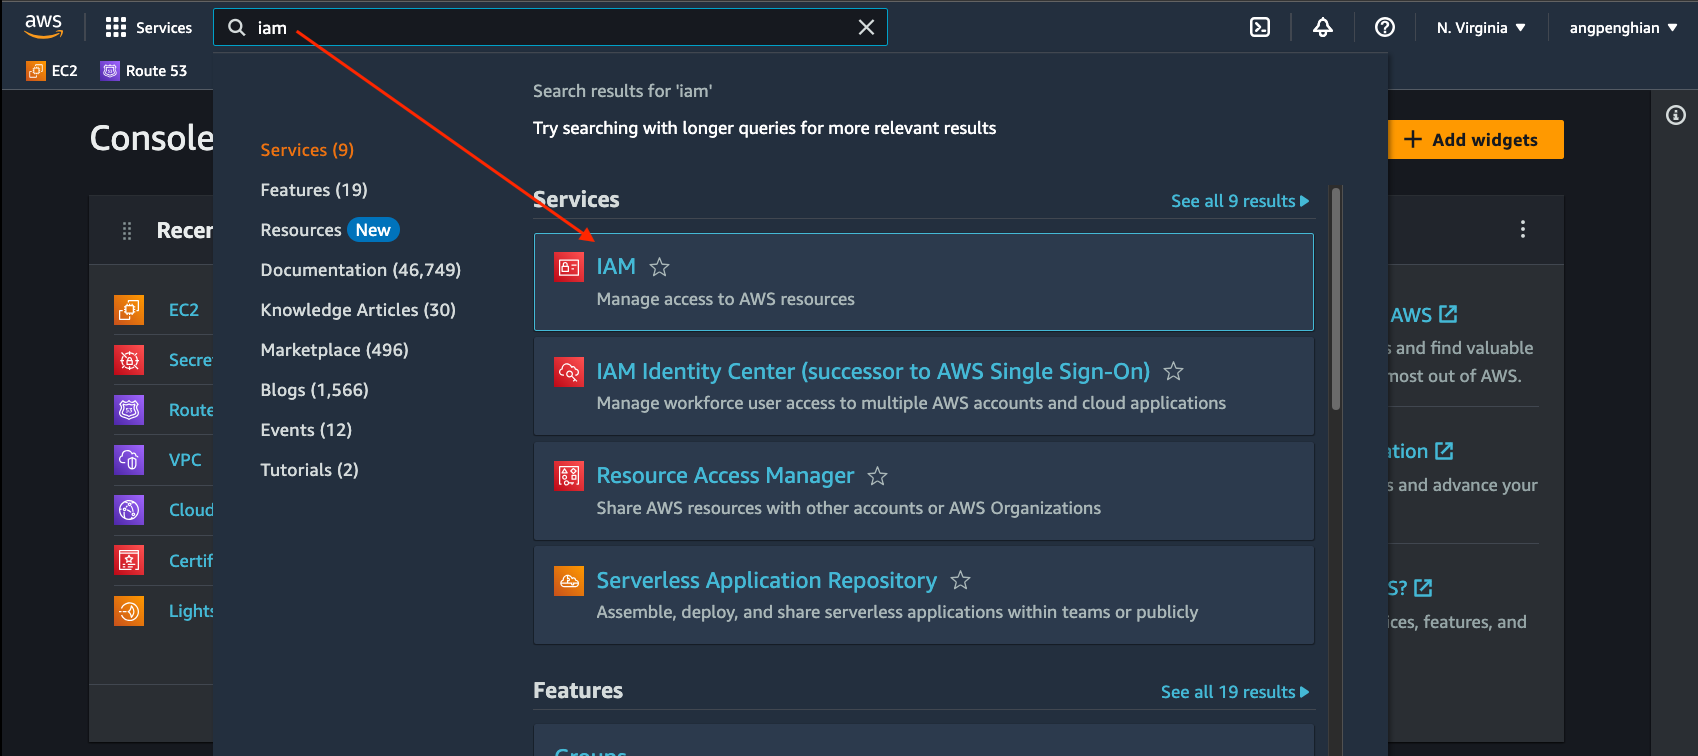 aws
Services
iam
N. Virginia
angpenghian
EC2
Route 53
Console
Search results for 'iam'
Try searching with longer queries for more relevant results
Add widgets
Services (9)
Features (19)
Resources New
Documentation (46,749)
Knowledge Articles (30)
Marketplace (496)
Blogs (1,566)
Events (12)
Tutorials (2)
Services
See all 9 results
IAM
Manage access to AWS resources
IAM Identity Center (successor to AWS Single Sign-On)
Manage workforce user access to multiple AWS accounts and cloud applications
Resource Access Manager
Share AWS resources with other accounts or AWS Organizations
Serverless Application Repository
Assemble, deploy, and share serverless applications within teams or publicly
Features
See all 19 results
Groups
Recen
EC2
Secre
Route
VPC
Cloud
Certif
Lights
AWS
s and find valuable
most out of AWS.
ation
s and advance your
S?
ices, features, and